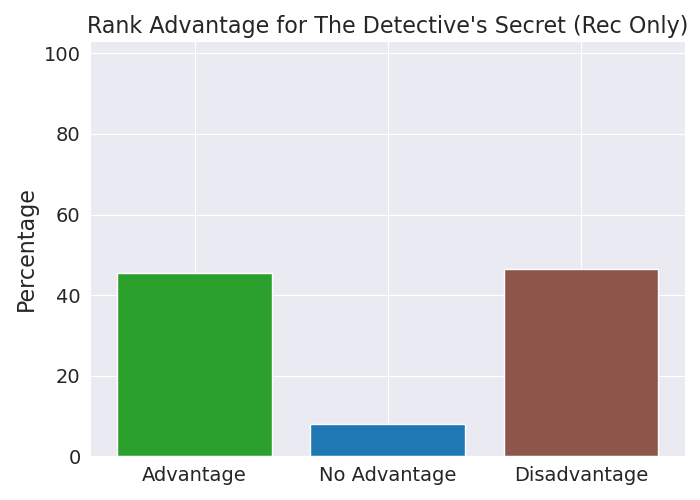 Rank Advantage for The Detective's Secret (Rec Only)
100
80
60
40
20
0
Percentage
Advantage No Advantage Disadvantage